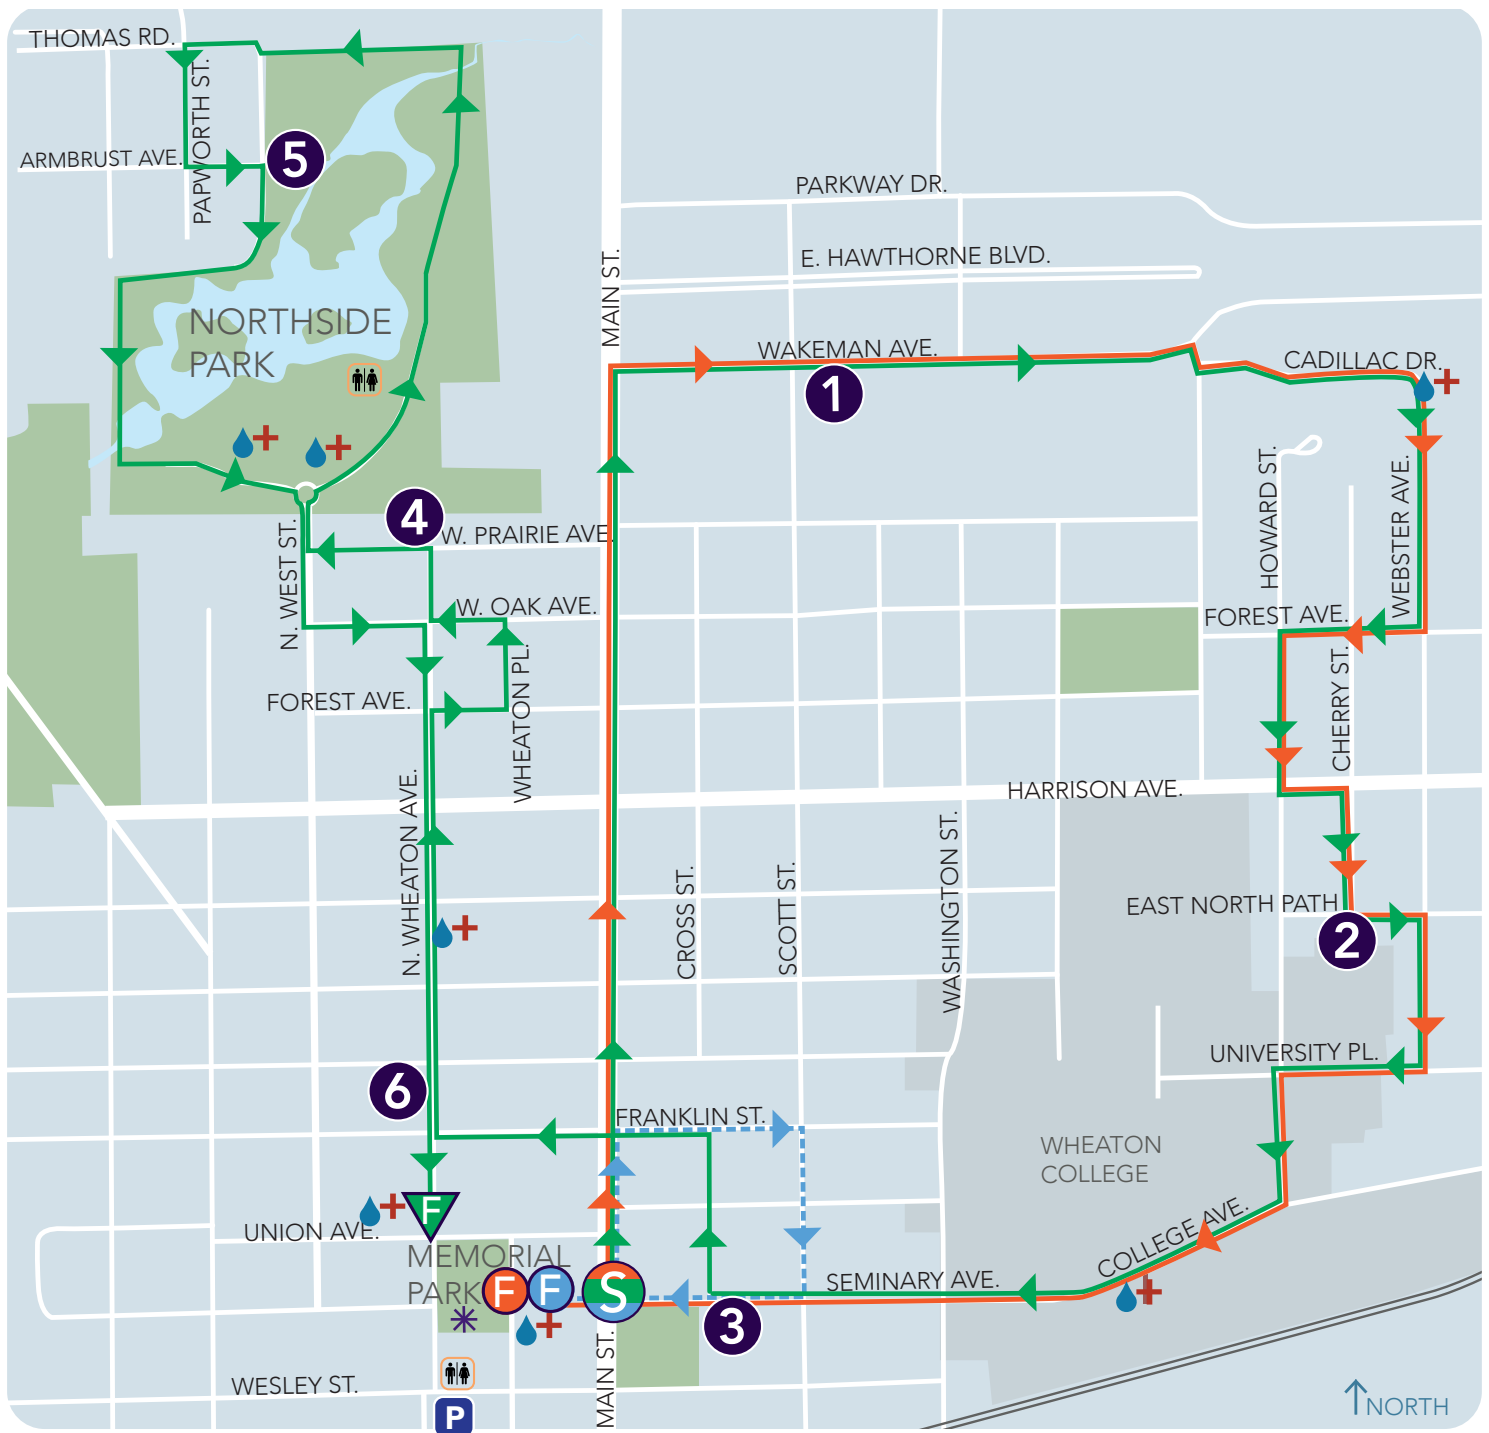 THOMAS RD.
PAPWORTH ST.
ARMBRUST AVE.
5
PARKWAY DR.
MAIN ST.
E. HAWTHORNE BLVD.
NORTHSIDE
PARK
WAKEMAN AVE.
1
CADILLAC DR.
HOWARD ST.
WEBSTER AVE.
4
W. PRAIRIE AVE.
N. WEST ST.
W. OAK AVE.
FOREST AVE.
CHERRY ST.
WHEATON PL.
FOREST AVE.
HARRISON AVE.
N. WHEATON AVE.
CROSS ST.
SCOTT ST.
WASHINGTON ST.
EAST NORTH PATH
2
UNIVERSITY PL.
6
FRANKLIN ST.
WHEATON
COLLEGE
F
UNION AVE.
COLLEGE AVE.
MEMORIAL
PARK
F
F
S
SEMINARY AVE.
3
MAIN ST.
WESLEY ST.
P
NORTH